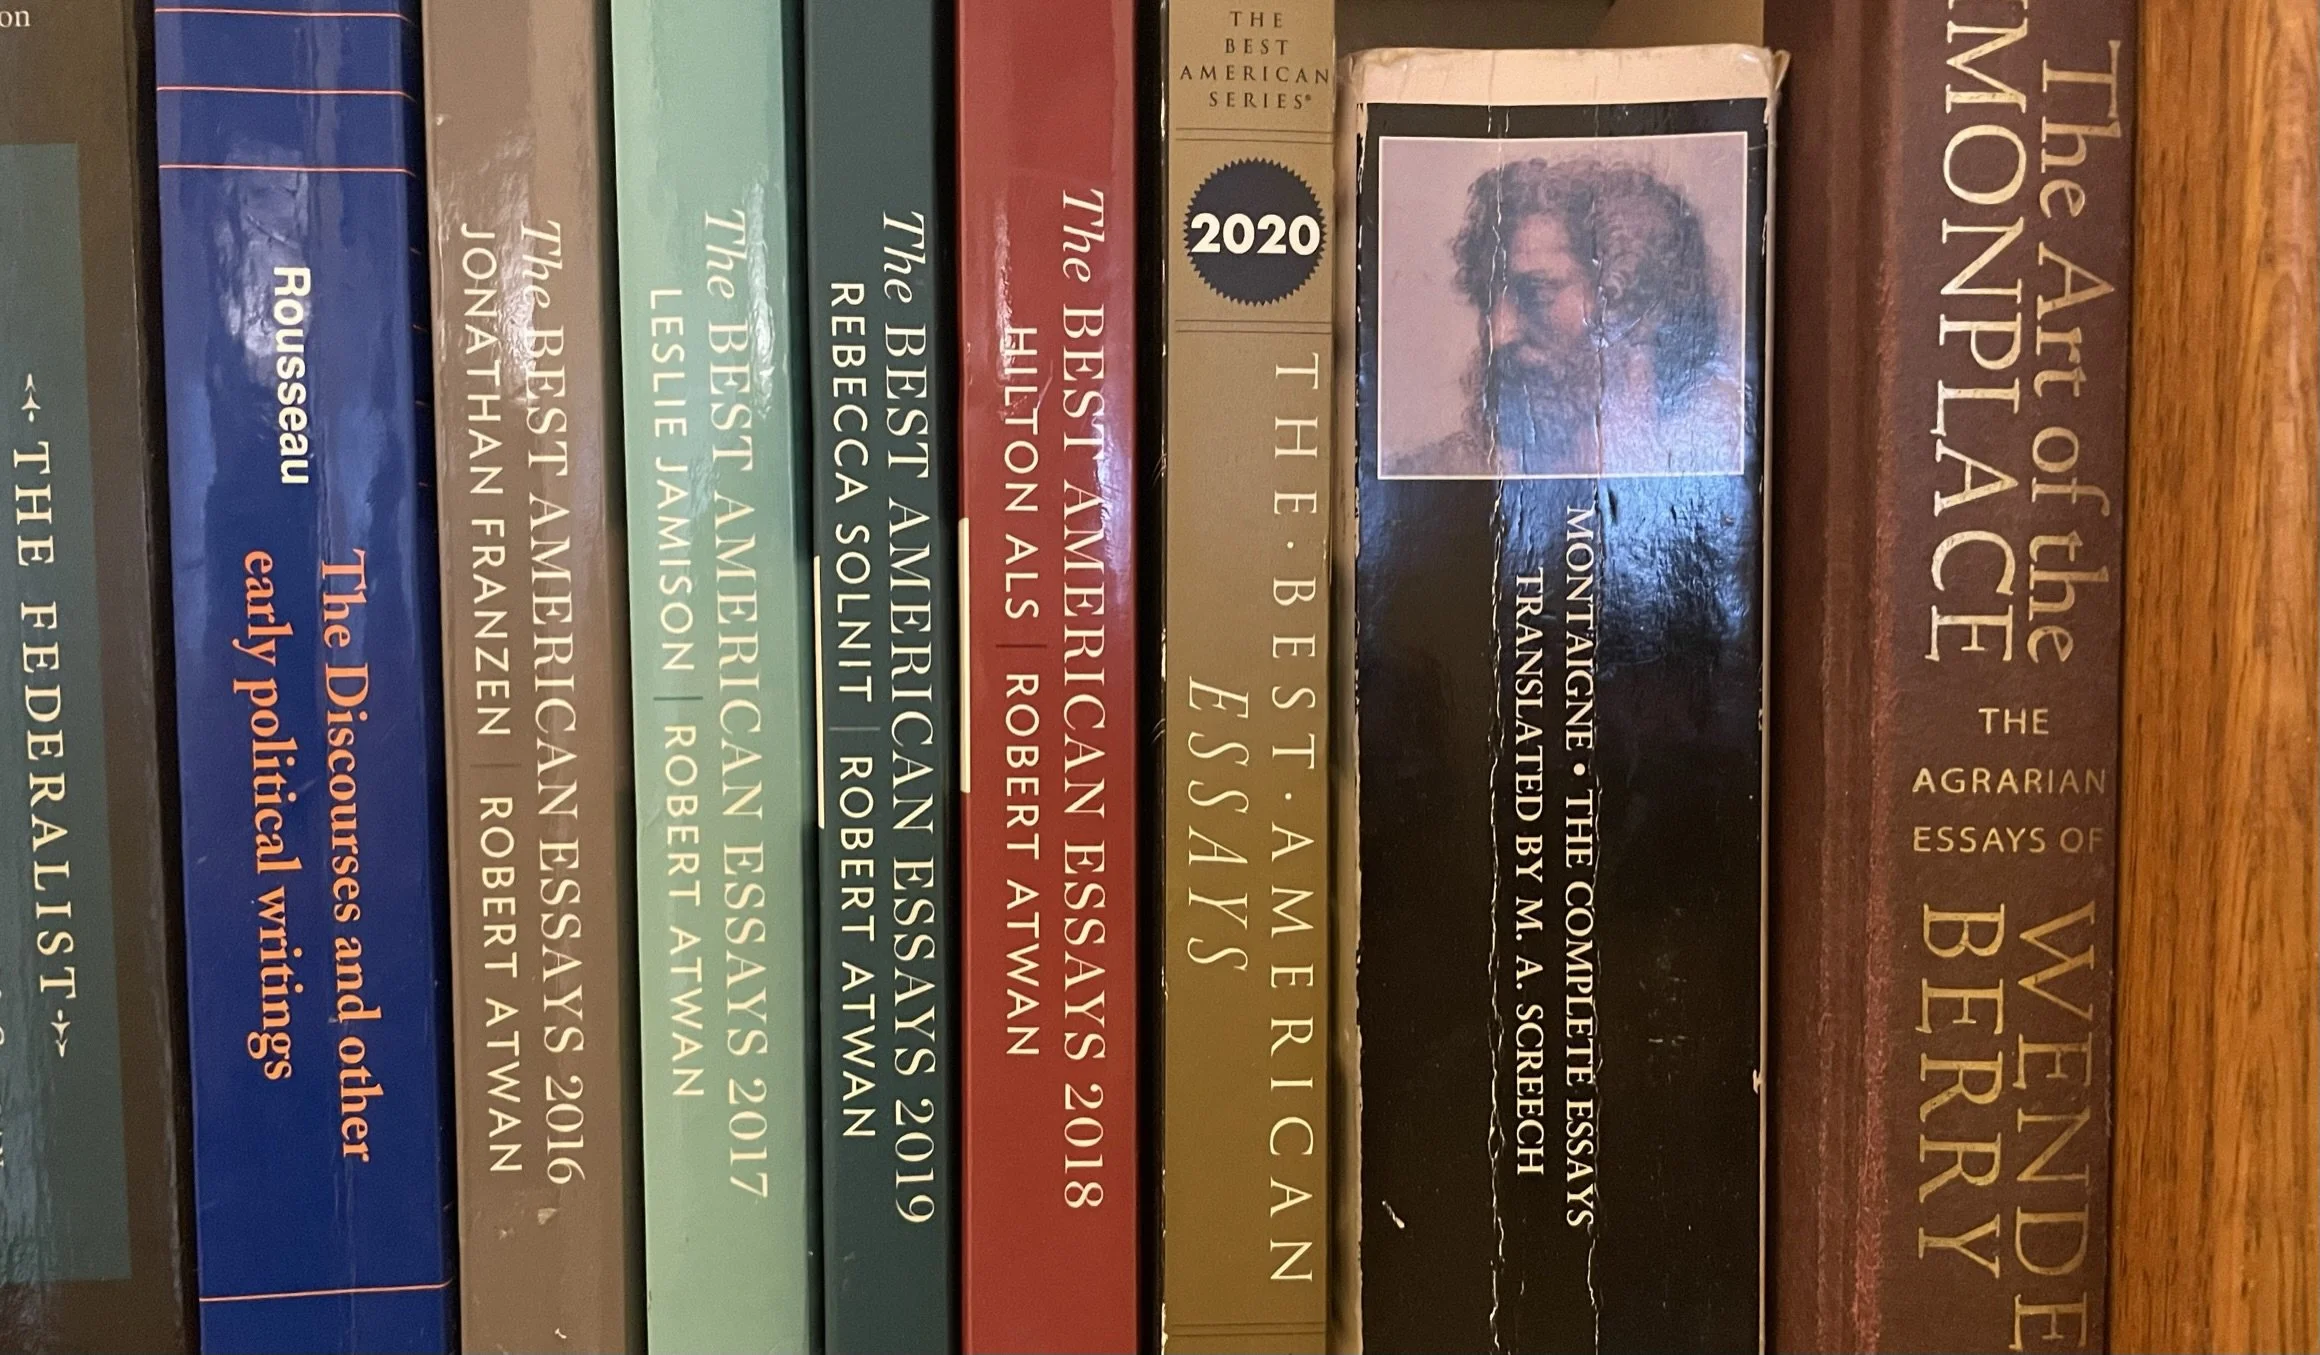 on
THE FEDERALIST
Rousseau
The Discourses and other
early political writings
The BEST AMERICAN ESSAYS 2016
JONATHAN FRANZEN | ROBERT ATWAN
The BEST AMERICAN ESSAYS 2017
LESLIE JAMISON | ROBERT ATWAN
The BEST AMERICAN ESSAYS 2019
REBECCA SOLNIT | ROBERT ATWAN
The BEST AMERICAN ESSAYS 2018
HILTON ALS | ROBERT ATWAN
THE
BEST
AMERICAN
SERIES®
2020
THE·BEST·AMERICAN
ESSAYS
MONTAIGNE • THE COMPLETE ESSAYS
TRANSLATED BY M. A. SCREECH
The Art of the
MONPLACE
THE
AGRARIAN
ESSAYS OF
WENDE
BERRY